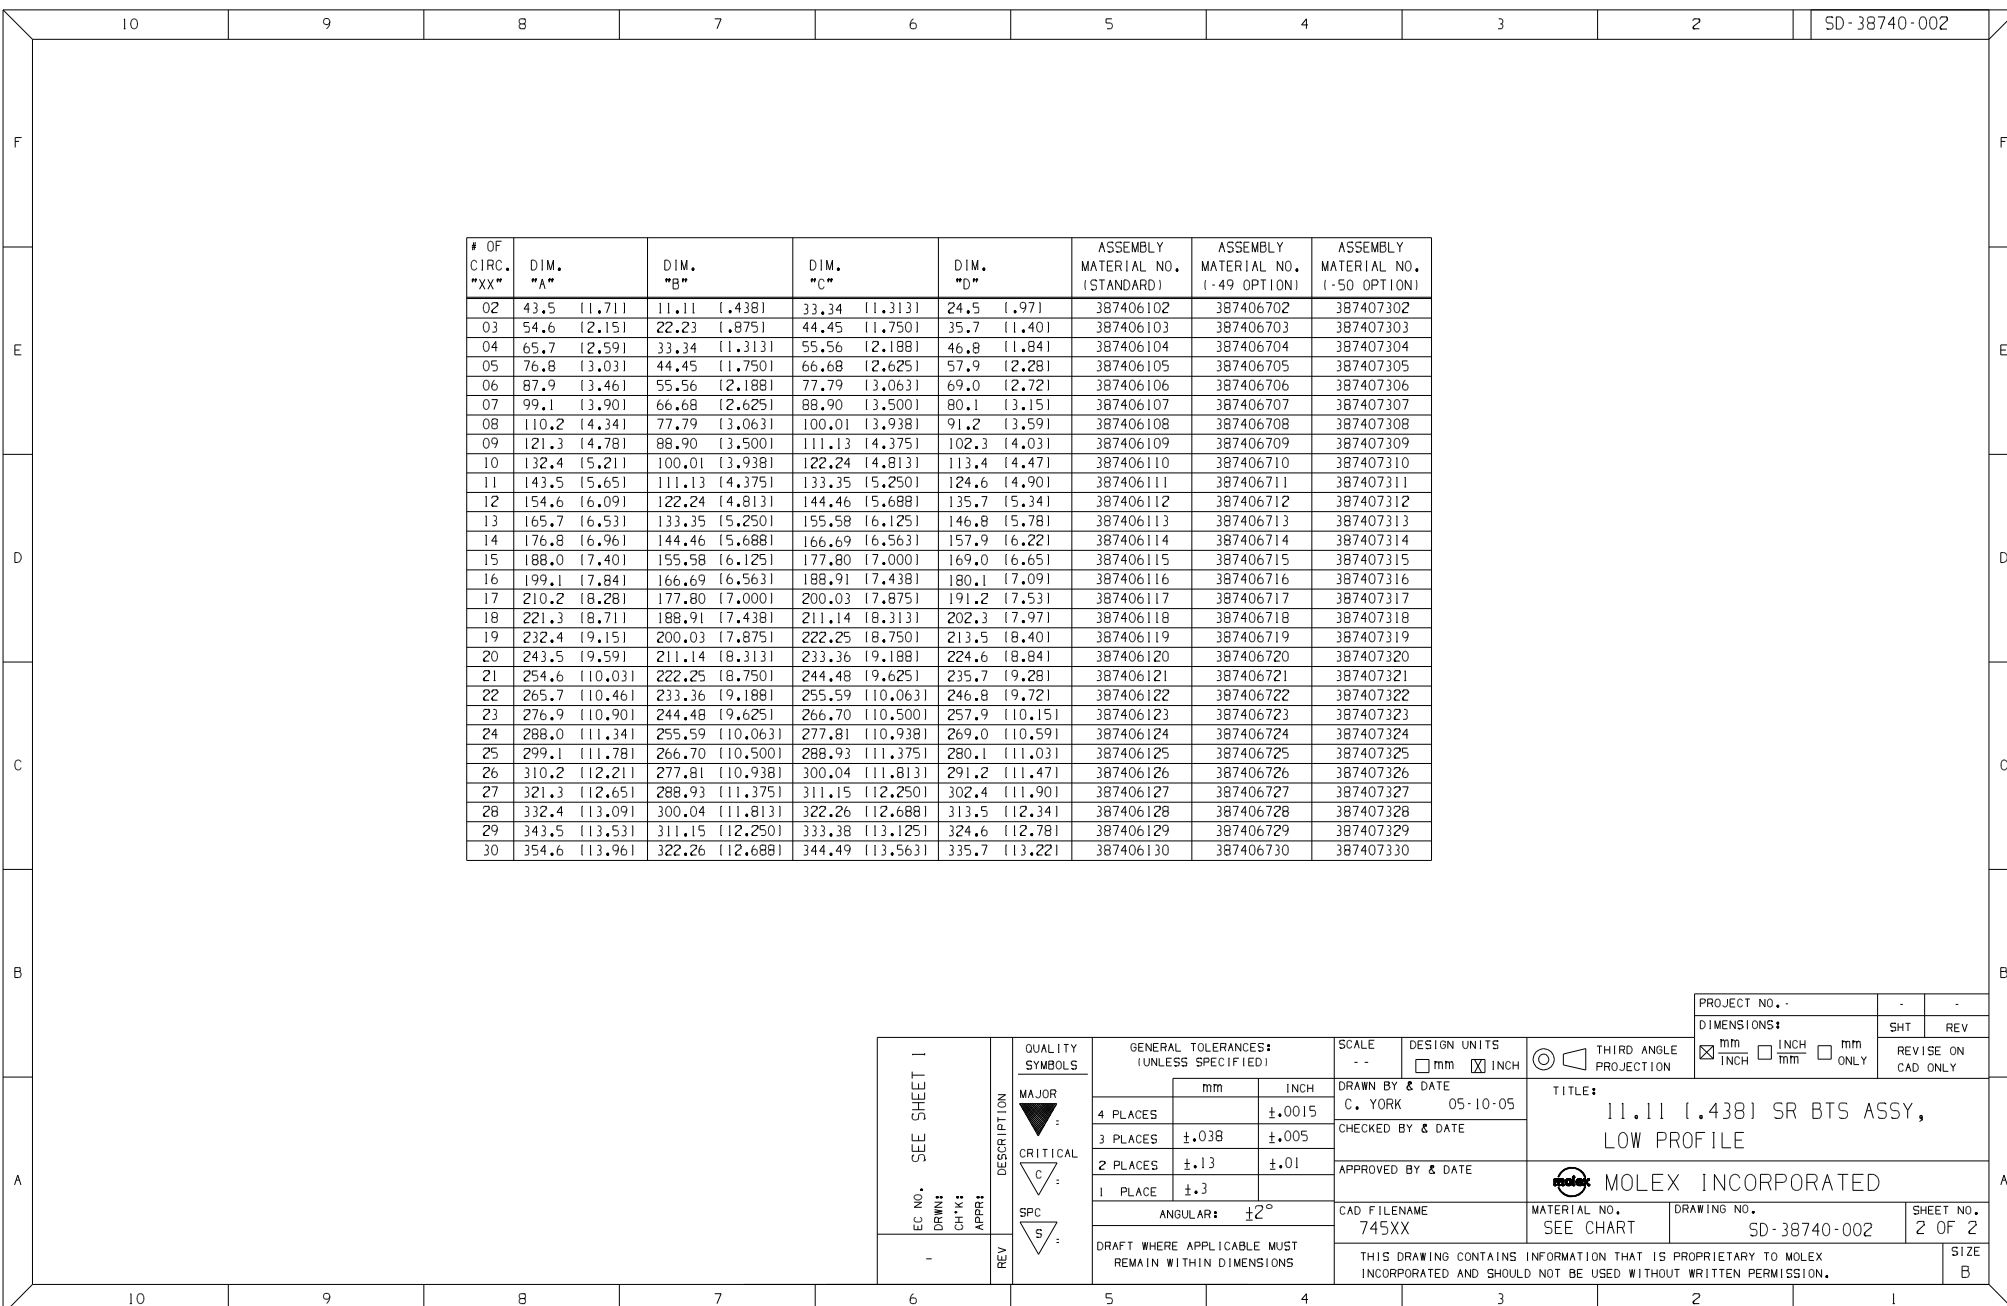 10 9 8 7 6 5 4 3 2 SD-38740-002
F F
E E
D D
C C
B B
A A
# OF CIRC. "XX" DIM. "A" DIM. "B" DIM. "C" DIM. "D" ASSEMBLY MATERIAL NO. (STANDARD) ASSEMBLY MATERIAL NO. (-49 OPTION) ASSEMBLY MATERIAL NO. (-50 OPTION)
02 43.5 [1.71] 11.11 [.438] 33.34 [1.313] 24.5 [.97] 387406102 387406702 387407302
03 54.6 [2.15] 22.23 [.875] 44.45 [1.750] 35.7 [1.40] 387406103 387406703 387407303
04 65.7 [2.59] 33.34 [1.313] 55.56 [2.188] 46.8 [1.84] 387406104 387406704 387407304
05 76.8 [3.03] 44.45 [1.750] 66.68 [2.625] 57.9 [2.28] 387406105 387406705 387407305
06 87.9 [3.46] 55.56 [2.188] 77.79 [3.063] 69.0 [2.72] 387406106 387406706 387407306
07 99.1 [3.90] 66.68 [2.625] 88.90 [3.500] 80.1 [3.15] 387406107 387406707 387407307
08 110.2 [4.34] 77.79 [3.063] 100.01 [3.938] 91.2 [3.59] 387406108 387406708 387407308
09 121.3 [4.78] 88.90 [3.500] 111.13 [4.375] 102.3 [4.03] 387406109 387406709 387407309
10 132.4 [5.21] 100.01 [3.938] 122.24 [4.813] 113.4 [4.47] 387406110 387406710 387407310
11 143.5 [5.65] 111.13 [4.375] 133.35 [5.250] 124.6 [4.90] 387406111 387406711 387407311
12 154.6 [6.09] 122.24 [4.813] 144.46 [5.688] 135.7 [5.34] 387406112 387406712 387407312
13 165.7 [6.53] 133.35 [5.250] 155.58 [6.125] 146.8 [5.78] 387406113 387406713 387407313
14 176.8 [6.96] 144.46 [5.688] 166.69 [6.563] 157.9 [6.22] 387406114 387406714 387407314
15 188.0 [7.40] 155.58 [6.125] 177.80 [7.000] 169.0 [6.65] 387406115 387406715 387407315
16 199.1 [7.84] 166.69 [6.563] 188.91 [7.438] 180.1 [7.09] 387406116 387406716 387407316
17 210.2 [8.28] 177.80 [7.000] 200.03 [7.875] 191.2 [7.53] 387406117 387406717 387407317
18 221.3 [8.71] 188.91 [7.438] 211.14 [8.313] 202.3 [7.97] 387406118 387406718 387407318
19 232.4 [9.15] 200.03 [7.875] 222.25 [8.750] 213.5 [8.40] 387406119 387406719 387407319
20 243.5 [9.59] 211.14 [8.313] 233.36 [9.188] 224.6 [8.84] 387406120 387406720 387407320
21 254.6 [10.03] 222.25 [8.750] 244.48 [9.625] 235.7 [9.28] 387406121 387406721 387407321
22 265.7 [10.46] 233.36 [9.188] 255.59 [10.063] 246.8 [9.72] 387406122 387406722 387407322
23 276.9 [10.90] 244.48 [9.625] 266.70 [10.500] 257.9 [10.15] 387406123 387406723 387407323
24 288.0 [11.34] 255.59 [10.063] 277.81 [10.938] 269.0 [10.59] 387406124 387406724 387407324
25 299.1 [11.78] 266.70 [10.500] 288.93 [11.375] 280.1 [11.03] 387406125 387406725 387407325
26 310.2 [12.21] 277.81 [10.938] 300.04 [11.813] 291.2 [11.47] 387406126 387406726 387407326
27 321.3 [12.65] 288.93 [11.375] 311.15 [12.250] 302.4 [11.90] 387406127 387406727 387407327
28 332.4 [13.09] 300.04 [11.813] 322.26 [12.688] 313.5 [12.34] 387406128 387406728 387407328
29 343.5 [13.53] 311.15 [12.250] 333.38 [13.125] 324.6 [12.78] 387406129 387406729 387407329
30 354.6 [13.96] 322.26 [12.688] 344.49 [13.563] 335.7 [13.22] 387406130 387406730 387407330
EC NO. SEE SHEET 1
DRWN:
CH'K:
APPR:
-
DESCRIPTION
REV
QUALITY
SYMBOLS
MAJOR
:
CRITICAL
C :
SPC
S :
GENERAL TOLERANCES:
(UNLESS SPECIFIED)
mm INCH
4 PLACES ±.0015
3 PLACES ±.038 ±.005
2 PLACES ±.13 ±.01
1 PLACE ±.3
ANGULAR: ±2°
DRAFT WHERE APPLICABLE MUST
REMAIN WITHIN DIMENSIONS
SCALE
--
DESIGN UNITS
mm X INCH
THIRD ANGLE
PROJECTION
PROJECT NO. - - -
DIMENSIONS: SHT REV
mm/INCH INCH/mm mm ONLY
REVISE ON
CAD ONLY
DRAWN BY & DATE
C. YORK 05-10-05
CHECKED BY & DATE
APPROVED BY & DATE
TITLE:
11.11 [.438] SR BTS ASSY,
LOW PROFILE
molex MOLEX INCORPORATED
CAD FILENAME
745XX
MATERIAL NO.
SEE CHART
DRAWING NO.
SD-38740-002
SHEET NO.
2 OF 2
THIS DRAWING CONTAINS INFORMATION THAT IS PROPRIETARY TO MOLEX
INCORPORATED AND SHOULD NOT BE USED WITHOUT WRITTEN PERMISSION.
SIZE
B
10 9 8 7 6 5 4 3 2 1